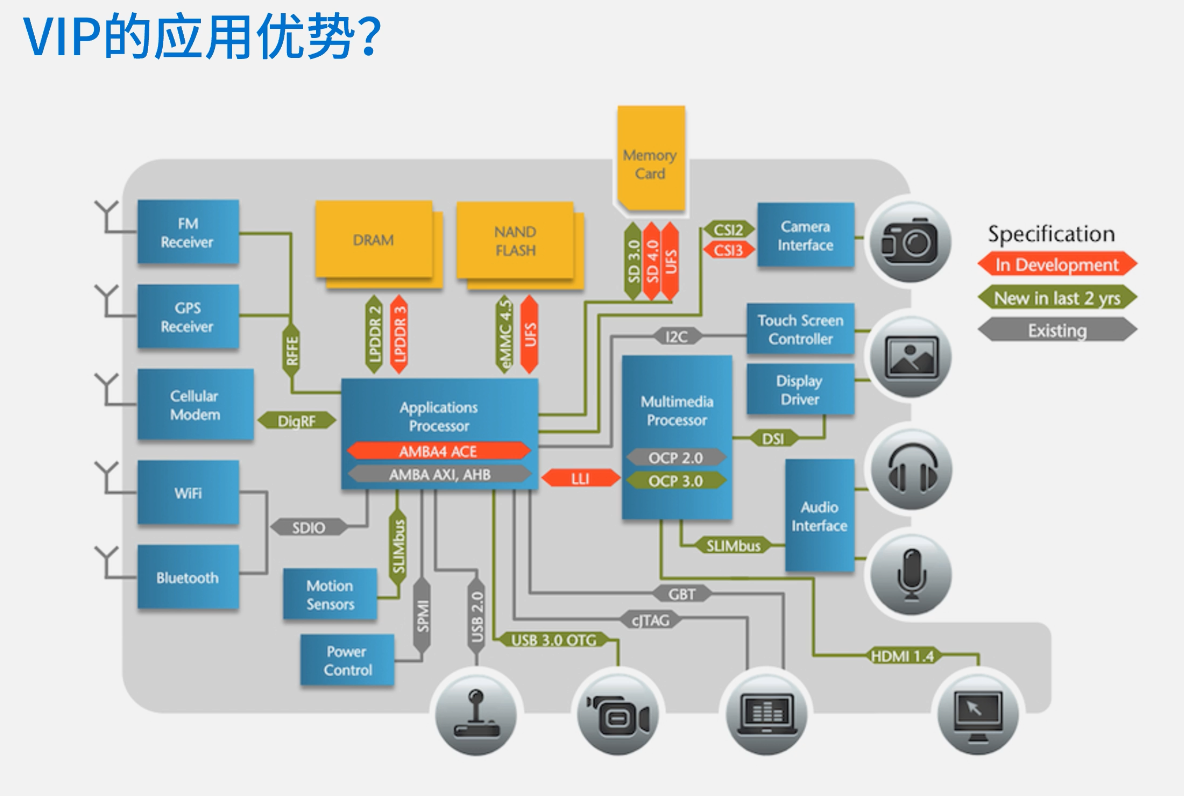 VIP的应用优势?
Memory
Card
FM
Receiver
DRAM
NAND
FLASH
SD 3.0
SD 4.0
UFS
CSI2
CSI3
Camera
Interface
Specification
In Development
New in last 2 yrs
Existing
GPS
Receiver
RFFE
LPDDR 2
LPDDR 3
eMMC 4.5
UFS
I2C
Touch Screen
Controller
Cellular
Modem
DigRF
Applications
Processor
AMBA4 ACE
AMBA AXI, AHB
LLI
Multimedia
Processor
OCP 2.0
OCP 3.0
Display
Driver
DSI
WiFi
SDIO
Bluetooth
SLIMbus
Audio
Interface
SLIMbus
Motion
Sensors
SPMI
USB 2.0
GBT
cJTAG
Power
Control
USB 3.0 OTG
HDMI 1.4